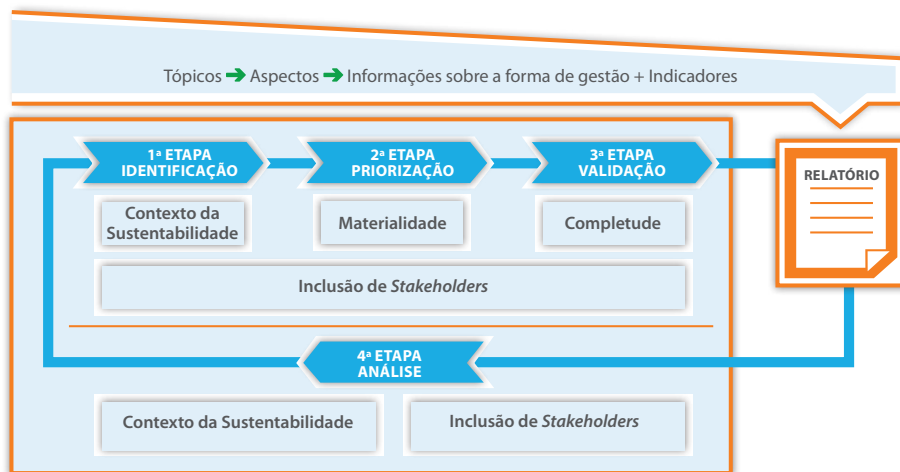 Tópicos ➔ Aspectos ➔ Informações sobre a forma de gestão + Indicadores
1ª ETAPA
IDENTIFICAÇÃO
2ª ETAPA
PRIORIZAÇÃO
3ª ETAPA
VALIDAÇÃO
RELATÓRIO
Contexto da
Sustentabilidade
Materialidade
Completude
Inclusão de Stakeholders
4ª ETAPA
ANÁLISE
Contexto da Sustentabilidade
Inclusão de Stakeholders